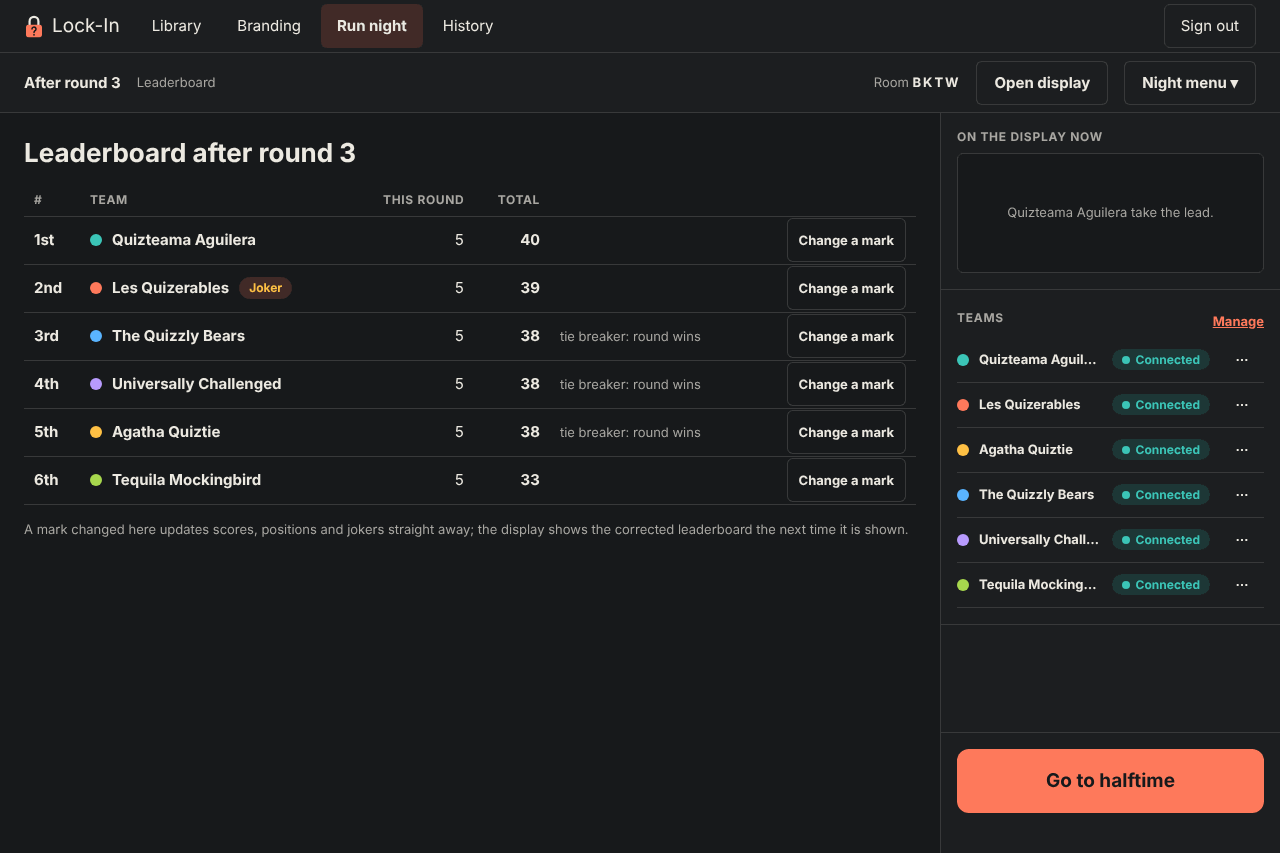 Lock-In Library Branding Run night History Sign out
After round 3 Leaderboard Room BKTW Open display Night menu ▾
Leaderboard after round 3
# TEAM THIS ROUND TOTAL
1st Quizteama Aguilera 5 40 Change a mark
2nd Les Quizerables Joker 5 39 Change a mark
3rd The Quizzly Bears 5 38 tie breaker: round wins Change a mark
4th Universally Challenged 5 38 tie breaker: round wins Change a mark
5th Agatha Quiztie 5 38 tie breaker: round wins Change a mark
6th Tequila Mockingbird 5 33 Change a mark
A mark changed here updates scores, positions and jokers straight away; the display shows the corrected leaderboard the next time it is shown.
ON THE DISPLAY NOW
Quizteama Aguilera take the lead.
TEAMS Manage
Quizteama Aguil... Connected ...
Les Quizerables Connected ...
Agatha Quiztie Connected ...
The Quizzly Bears Connected ...
Universally Chall... Connected ...
Tequila Mocking... Connected ...
Go to halftime